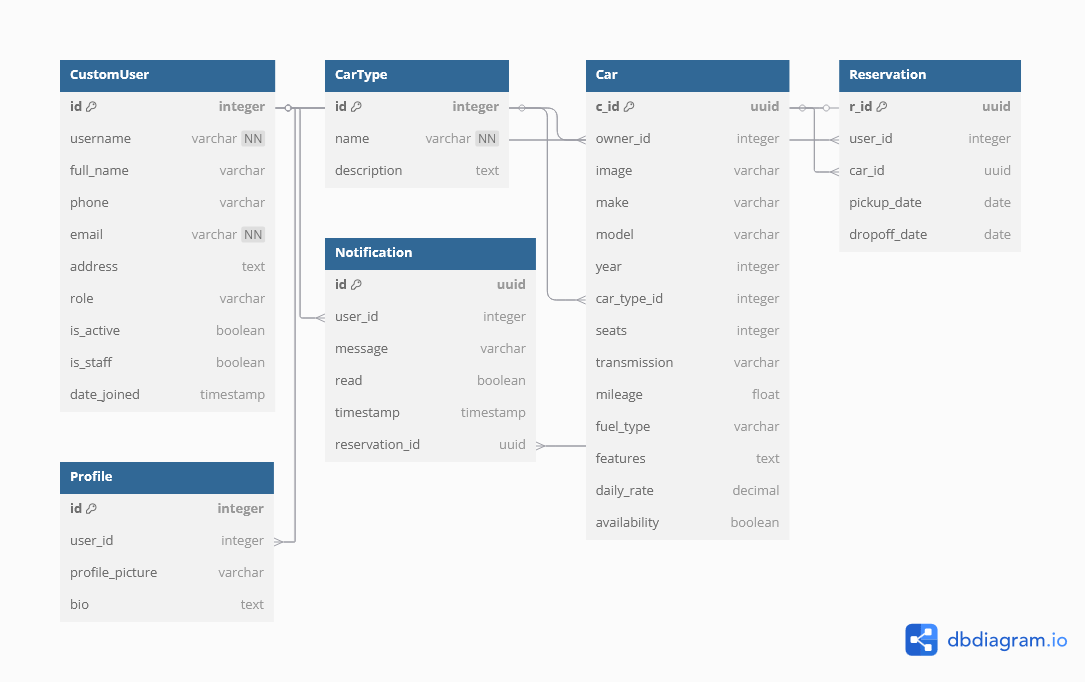 CustomUser
id integer
username varchar NN
full_name varchar
phone varchar
email varchar NN
address text
role varchar
is_active boolean
is_staff boolean
date_joined timestamp
Profile
id integer
user_id integer
profile_picture varchar
bio text
CarType
id integer
name varchar NN
description text
Notification
id uuid
user_id integer
message varchar
read boolean
timestamp timestamp
reservation_id uuid
Car
c_id uuid
owner_id integer
image varchar
make varchar
model varchar
year integer
car_type_id integer
seats integer
transmission varchar
mileage float
fuel_type varchar
features text
daily_rate decimal
availability boolean
Reservation
r_id uuid
user_id integer
car_id uuid
pickup_date date
dropoff_date date
dbdiagram.io